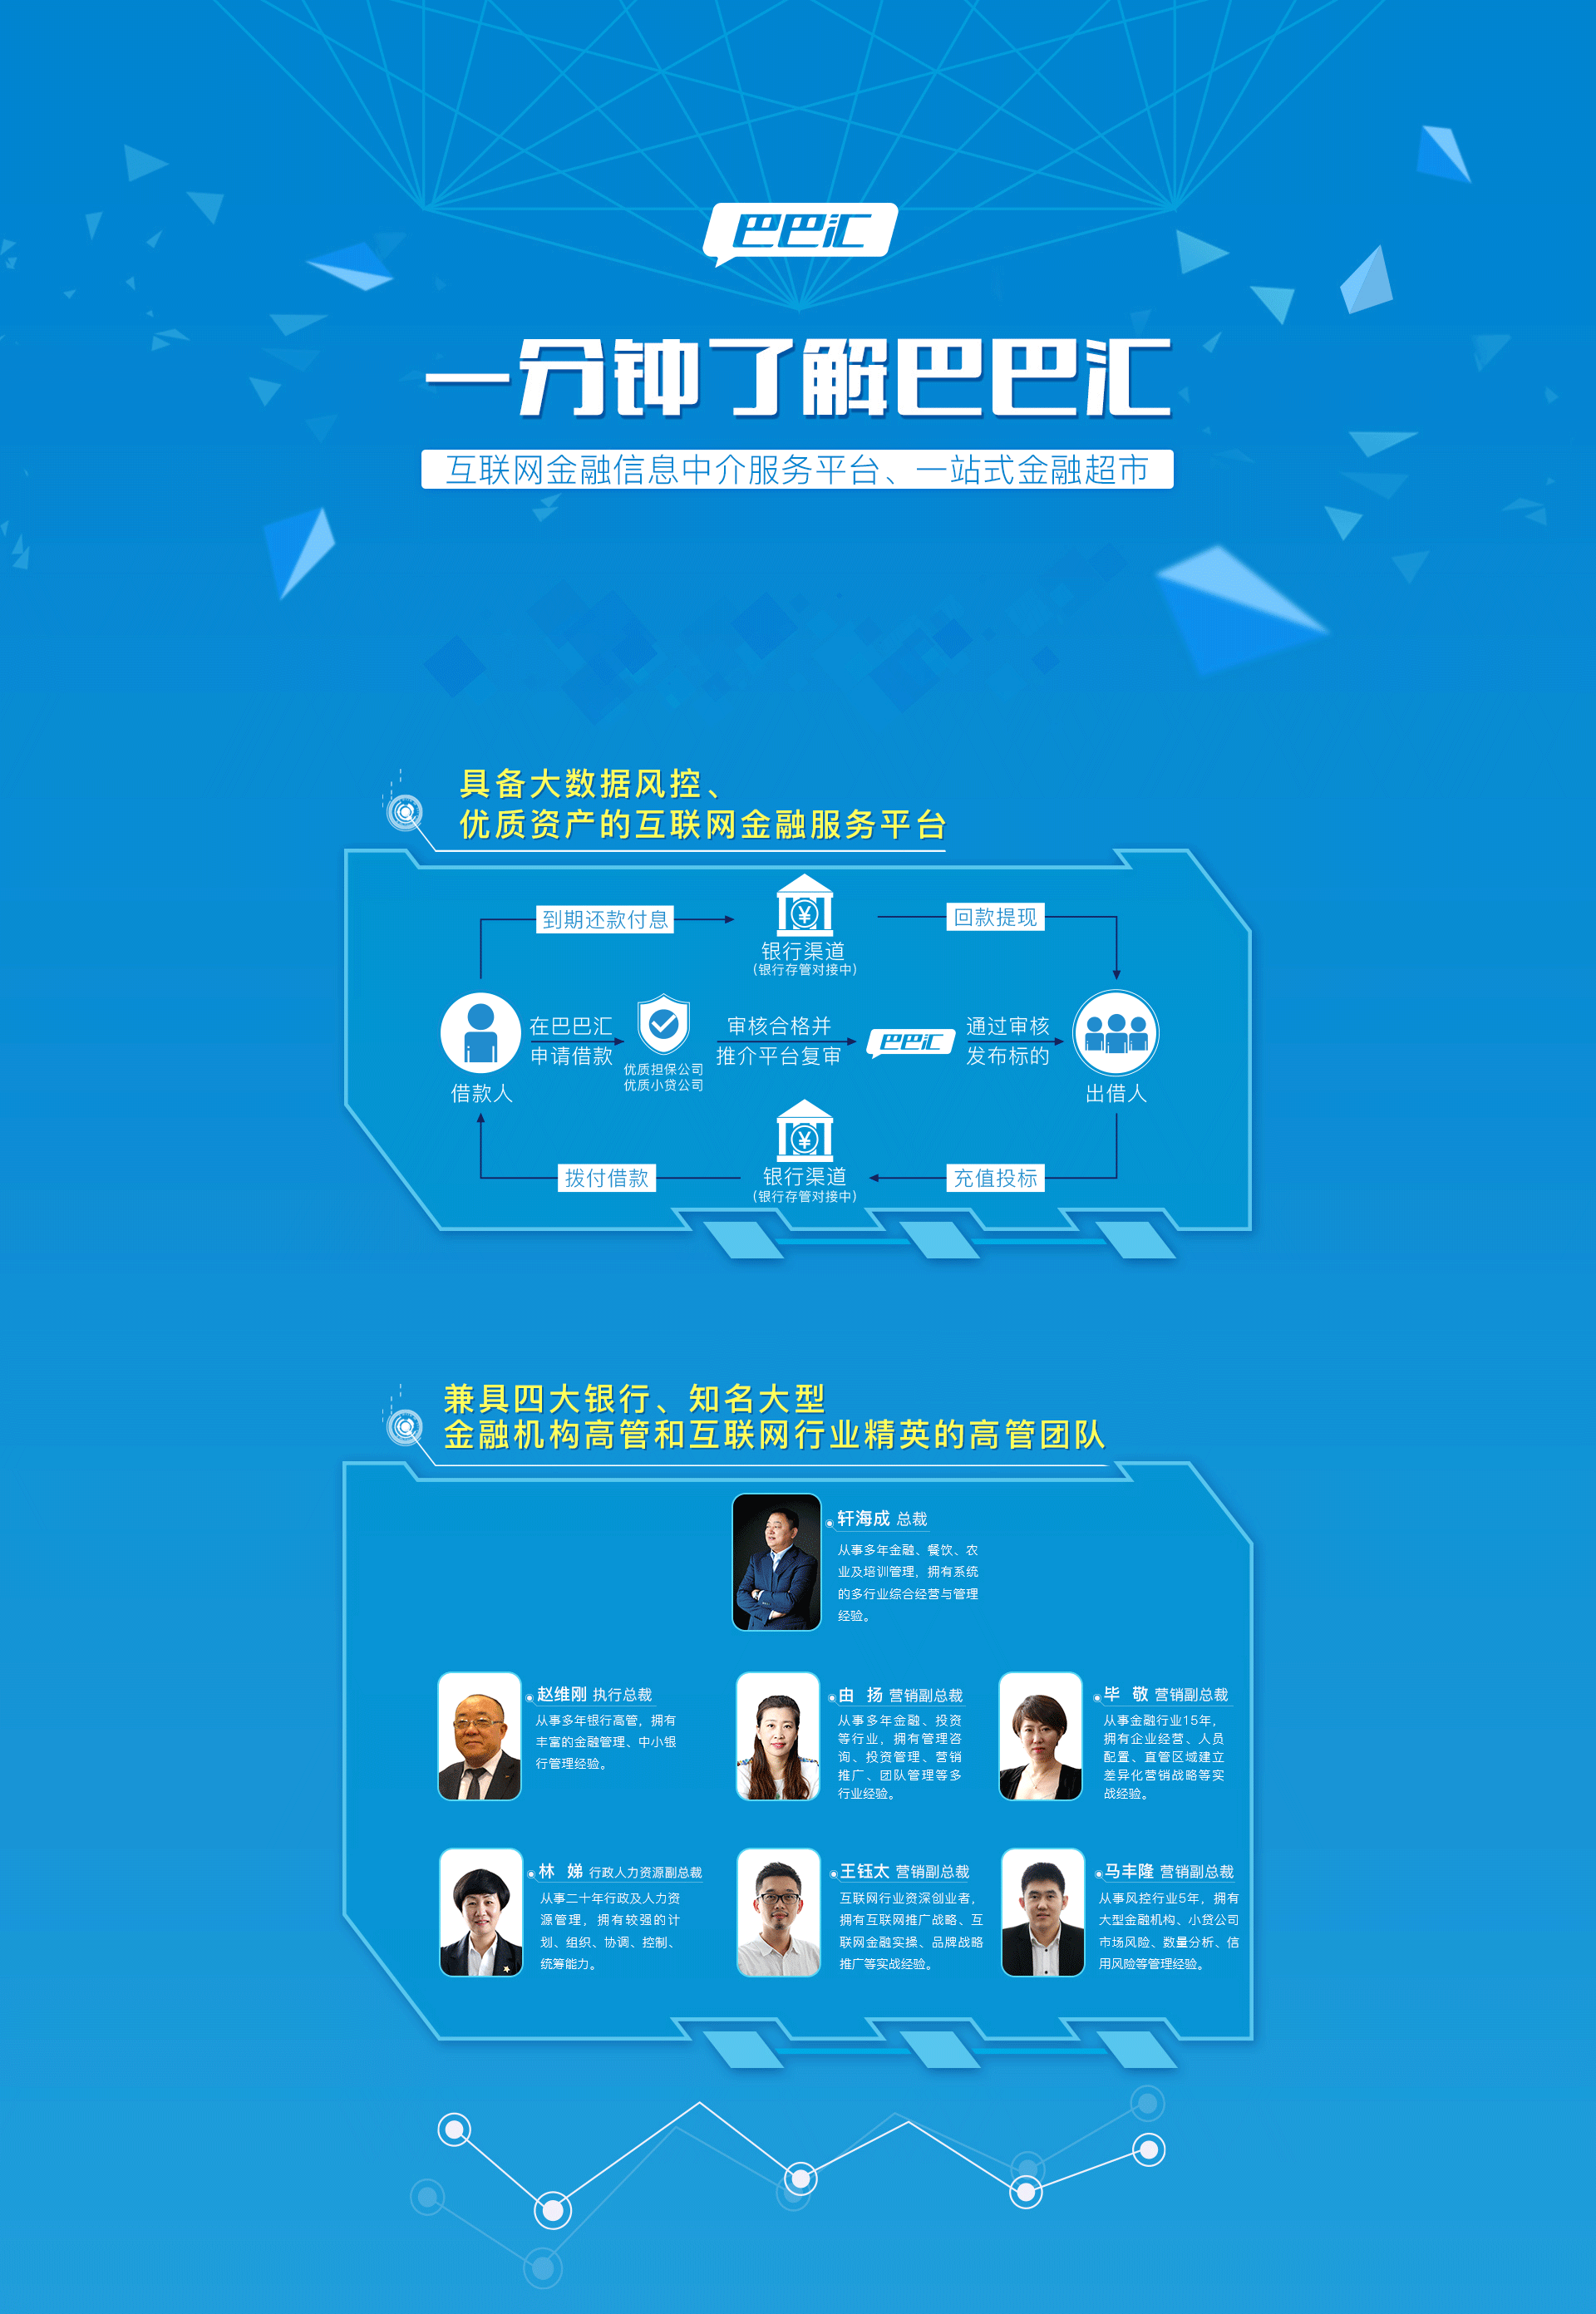 巴巴汇
一分钟了解巴巴汇
互联网金融信息中介服务平台、一站式金融超市
具备大数据风控、
优质资产的互联网金融服务平台
到期还款付息
银行渠道
(银行存管对接中)
回款提现
借款人
在巴巴汇
申请借款
优质担保公司
优质小贷公司
审核合格并
推介平台复审
巴巴汇
通过审核
发布标的
出借人
拨付借款
银行渠道
(银行存管对接中)
充值投标
兼具四大银行、知名大型
金融机构高管和互联网行业精英的高管团队
轩海成 总裁
从事多年金融、餐饮、农
业及培训管理，拥有系统
的多行业综合经营与管理
经验。
赵维刚 执行总裁
从事多年银行高管，拥有
丰富的金融管理、中小银
行管理经验。
由 扬 营销副总裁
从事多年金融、投资
等行业，拥有管理咨
询、投资管理、营销
推广、团队管理等多
行业经验。
毕 敬 营销副总裁
从事金融行业15年，
拥有企业经营、人员
配置、直管区域建立
差异化营销战略等实
战经验。
林 娣 行政人力资源副总裁
从事二十年行政及人力资
源管理，拥有较强的计
划、组织、协调、控制、
统筹能力。
王钰太 营销副总裁
互联网行业资深创业者，
拥有互联网推广战略、互
联网金融实操、品牌战略
推广等实战经验。
马丰隆 营销副总裁
从事风控行业5年，拥有
大型金融机构、小贷公司
市场风险、数量分析、信
用风险等管理经验。